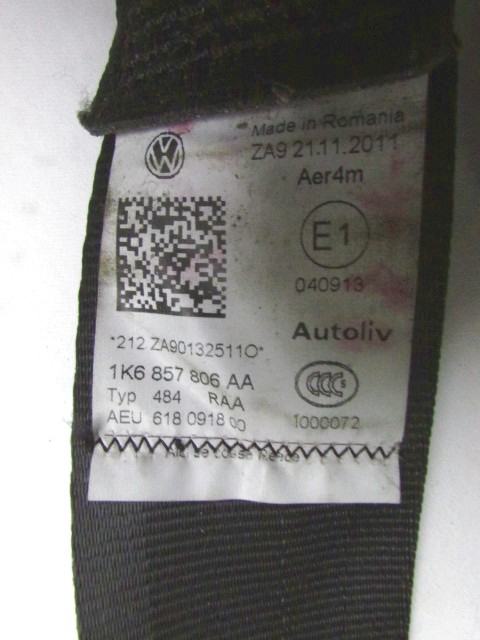 Made in Romania
ZA9 21.11.2011
Aer4m
E1
040913
Autoliv
*212 ZA901325110*
1K6 857 806 AA
Typ 484 RAA
AEU 618 0918 00
CCC S
1000072